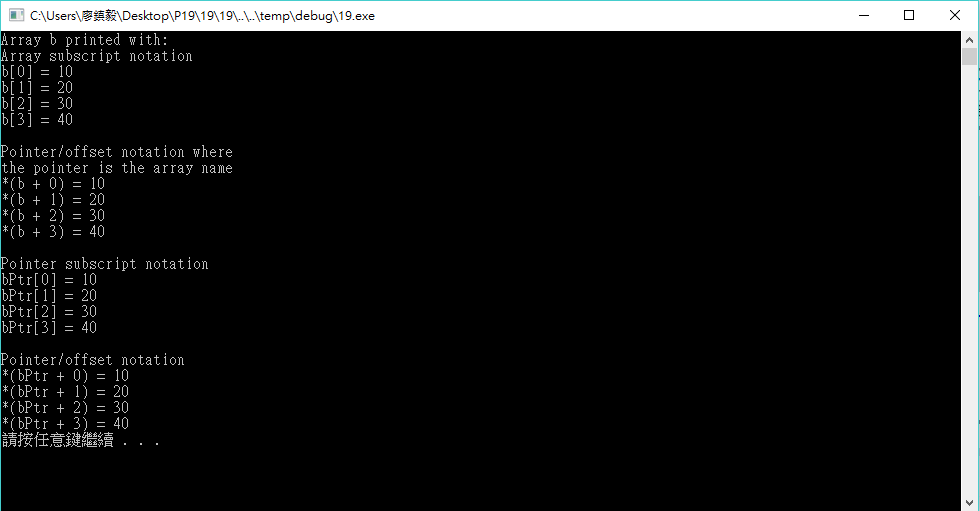 C:\Users\廖鎮毅\Desktop\P19\19\19\..\..\temp\debug\19.exe
Array b printed with:
Array subscript notation
b[0] = 10
b[1] = 20
b[2] = 30
b[3] = 40
Pointer/offset notation where
the pointer is the array name
*(b + 0) = 10
*(b + 1) = 20
*(b + 2) = 30
*(b + 3) = 40
Pointer subscript notation
bPtr[0] = 10
bPtr[1] = 20
bPtr[2] = 30
bPtr[3] = 40
Pointer/offset notation
*(bPtr + 0) = 10
*(bPtr + 1) = 20
*(bPtr + 2) = 30
*(bPtr + 3) = 40
請按任意鍵繼續 . . .